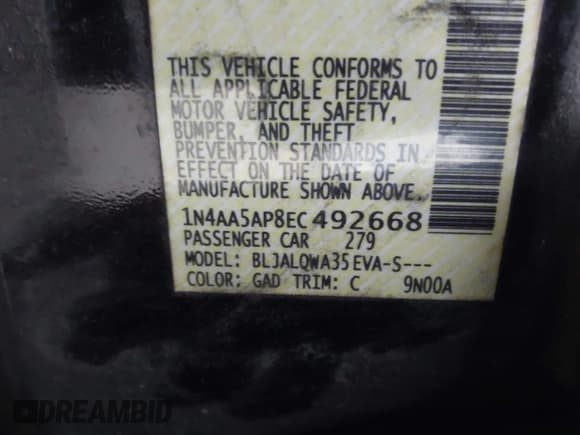 THIS VEHICLE CONFORMS TO
ALL APPLICABLE FEDERAL
MOTOR VEHICLE SAFETY,
BUMPER, AND THEFT
PREVENTION STANDARDS IN
EFFECT ON THE DATE OF
MANUFACTURE SHOWN ABOVE.
1N4AA5AP8EC492668
PASSENGER CAR 279
MODEL: BLJALQWA35EVA-S---
COLOR: GAD TRIM: C 9N00A
DREAMBID